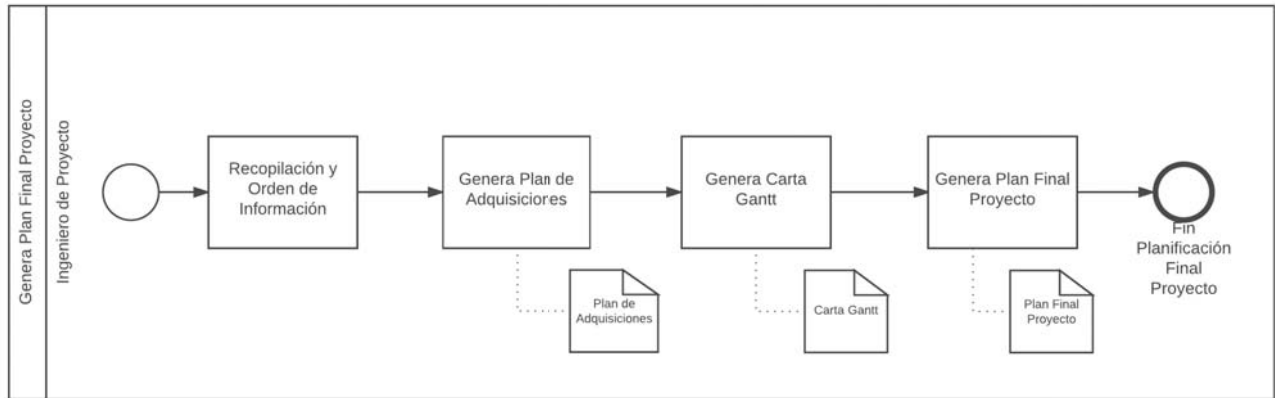 Genera Plan Final Proyecto
Ingeniero de Proyecto
Recopilación y
Orden de
Información
Genera Plan de
Adquisiciores
Genera Carta
Gantt
Genera Plan Final
Proyecto
Fin
Planificación
Final
Proyecto
Plan de
Adquisiciones
Carta Gantt
Plan Final
Proyecto